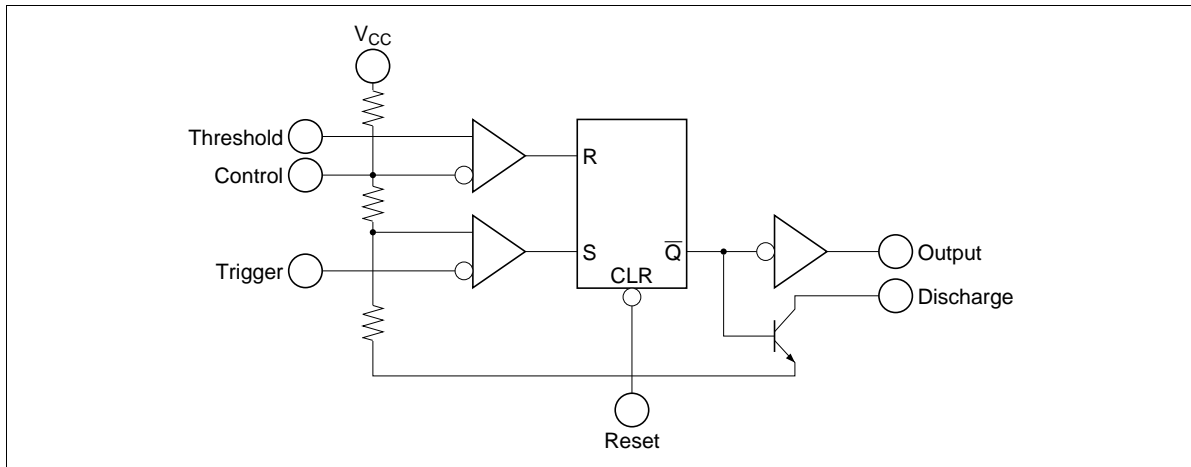 VCC
Threshold
Control
Trigger
R
S
Q̅
CLR
Output
Discharge
Reset